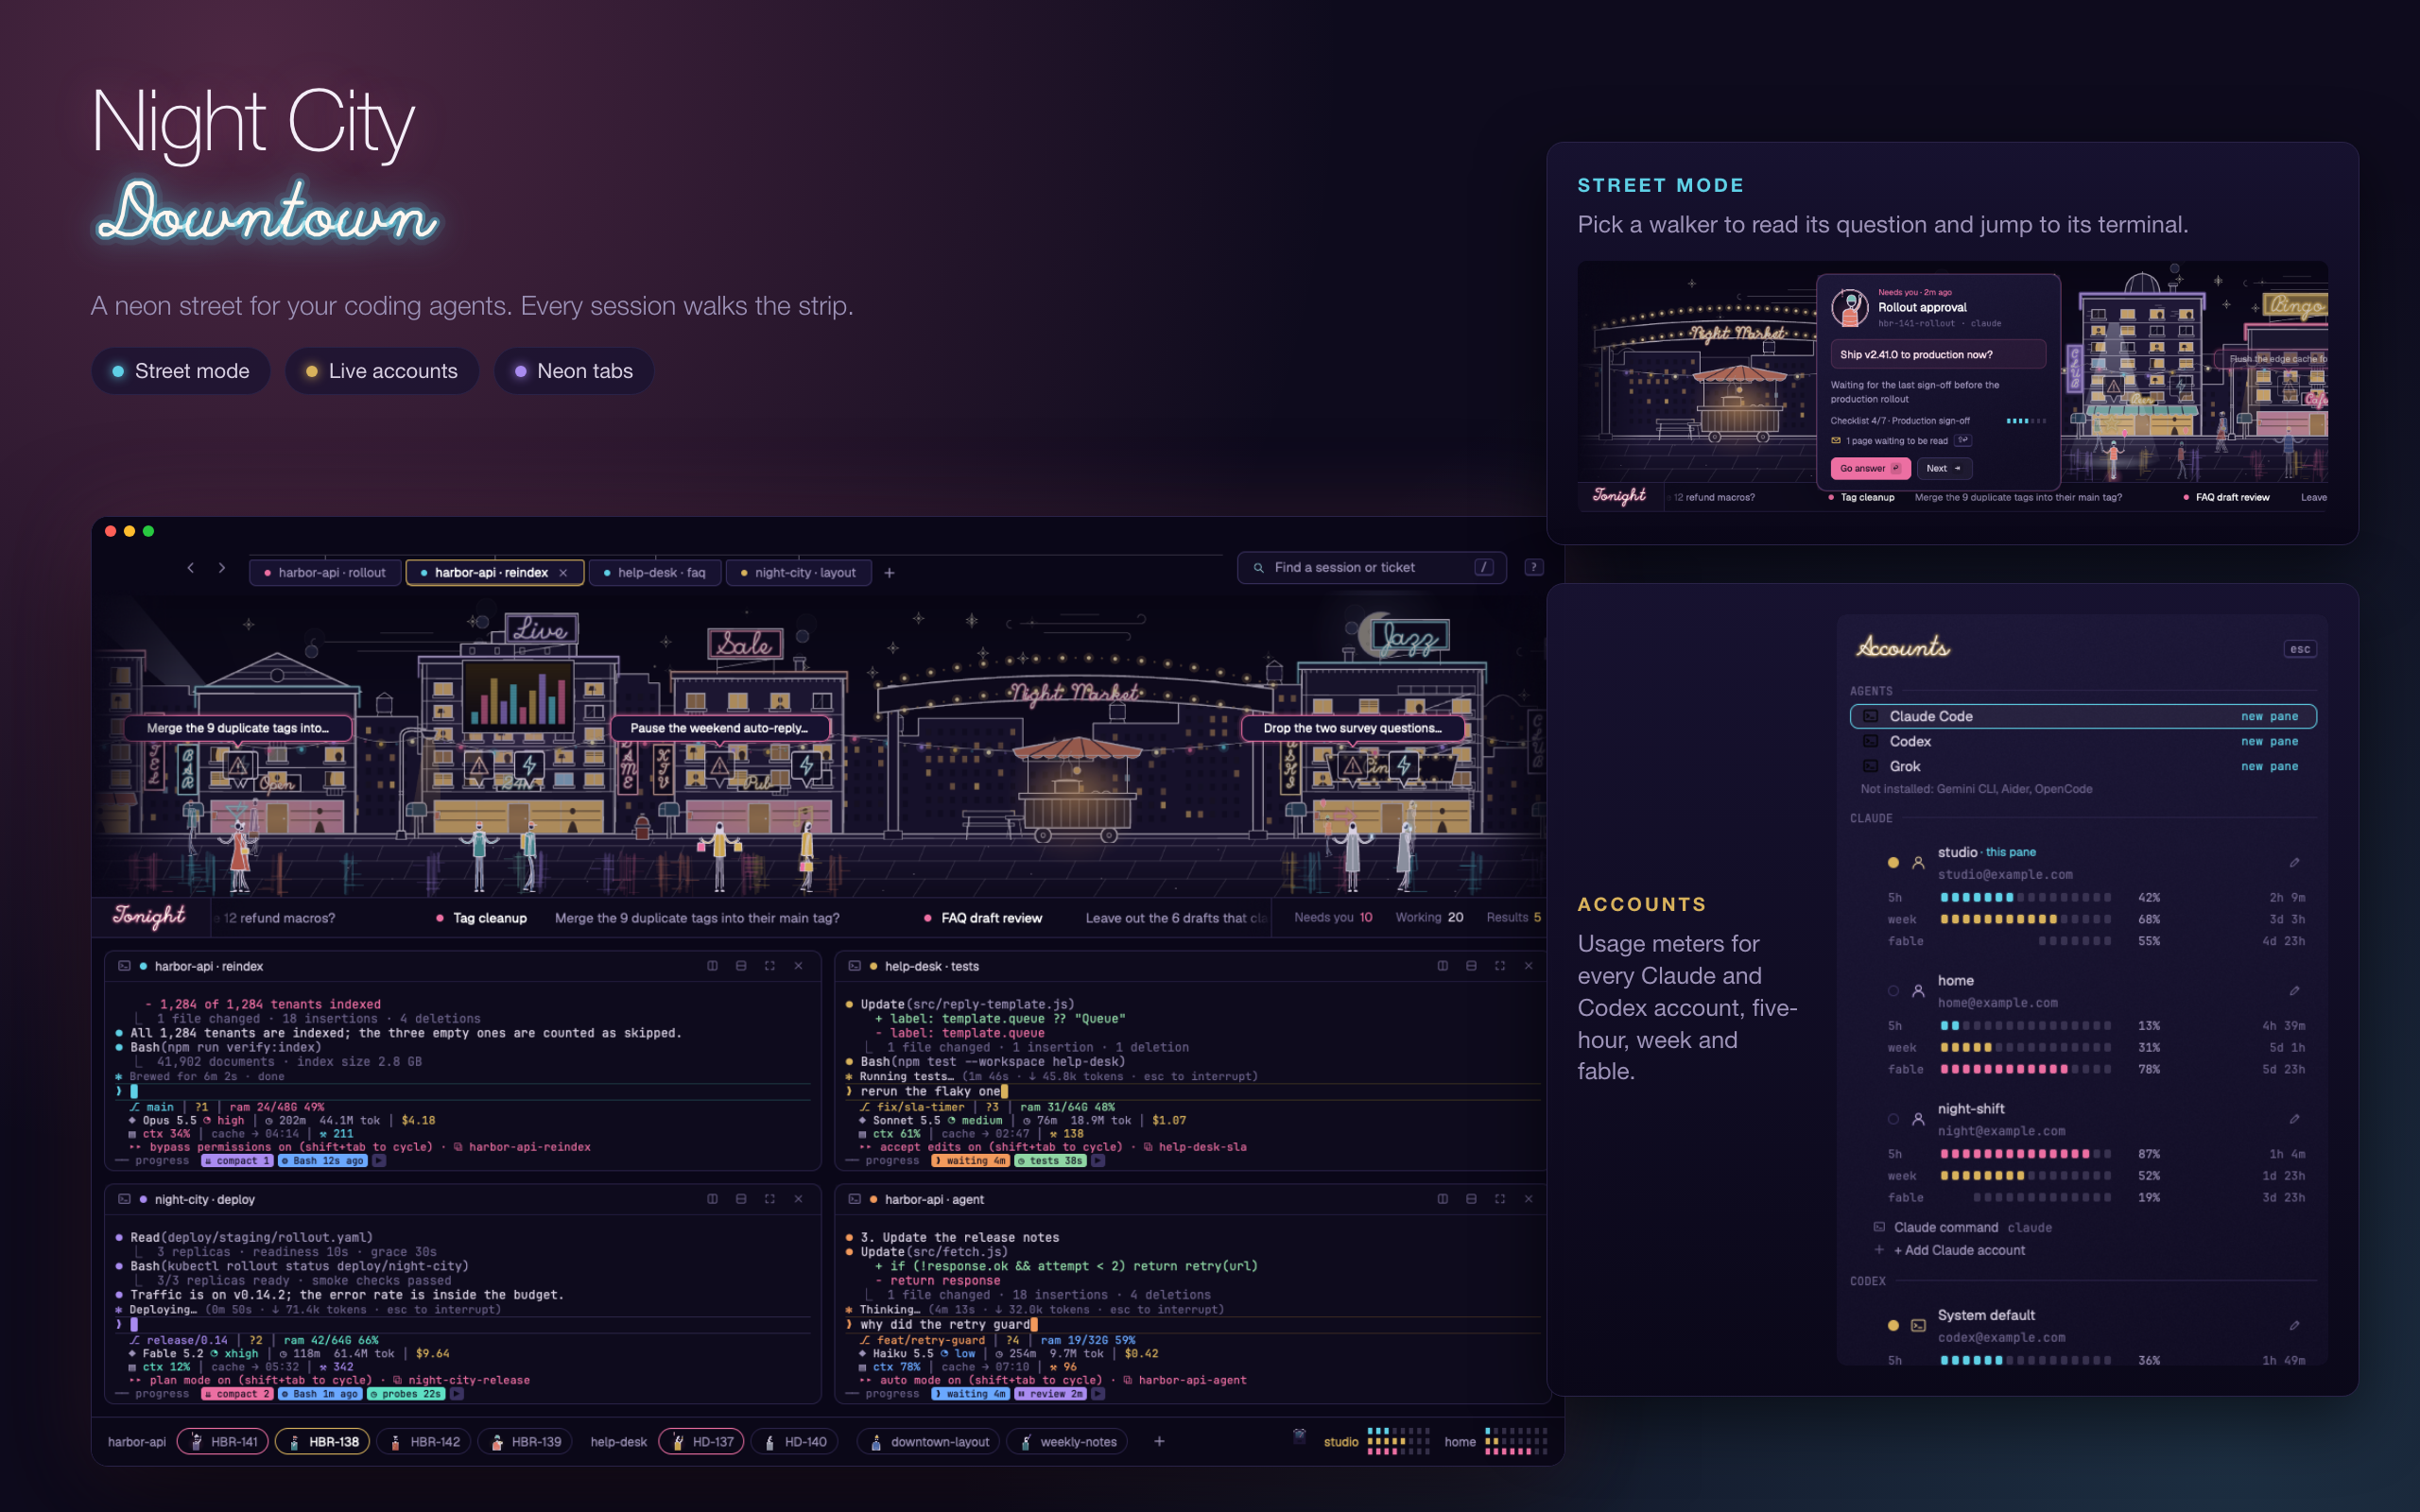 Night City
Downtown
A neon street for your coding agents. Every session walks the strip.
Street mode
Live accounts
Neon tabs
STREET MODE
Pick a walker to read its question and jump to its terminal.
Night Market
Needs you · 2m ago
Rollout approval
hbr-141-rollout · claude
Ship v2.41.0 to production now?
Waiting for the last sign-off before the
production rollout
Checklist 4/7 · Production sign-off
1 page waiting to be read
Go answer
Next
Bingo
CLUB
Bar
Cafe
Flush the edge cache fo
Tonight
12 refund macros?
Tag cleanup
Merge the 9 duplicate tags into their main tag?
FAQ draft review
Leave
harbor-api · rollout
harbor-api · reindex
help-desk · faq
night-city · layout
Find a session or ticket
/
?
Live
Sale
Jazz
Night Market
Merge the 9 duplicate tags into…
Pause the weekend auto-reply…
Drop the two survey questions…
BAR
Open
Pub
Tonight
12 refund macros?
Tag cleanup
Merge the 9 duplicate tags into their main tag?
FAQ draft review
Leave out the 6 drafts that cla
Needs you 10
Working 20
Results 5
harbor-api · reindex
- 1,284 of 1,284 tenants indexed
1 file changed · 18 insertions · 4 deletions
All 1,284 tenants are indexed; the three empty ones are counted as skipped.
Bash(npm run verify:index)
41,902 documents · index size 2.8 GB
Brewed for 6m 2s · done
main | ?1 | ram 24/48G 49%
Opus 5.5 high | 202m 44.1M tok | $4.18
ctx 34% | cache → 04:14 | 211
bypass permissions on (shift+tab to cycle) · harbor-api-reindex
progress compact 1 Bash 12s ago
help-desk · tests
Update(src/reply-template.js)
+ label: template.queue ?? "Queue"
- label: template.queue
1 file changed · 1 insertion · 1 deletion
Bash(npm test --workspace help-desk)
Running tests… (1m 46s · ↓ 45.8k tokens · esc to interrupt)
rerun the flaky one
fix/sla-timer | ?3 | ram 31/64G 48%
Sonnet 5.5 medium | 76m 18.9M tok | $1.07
ctx 61% | cache → 02:47 | 138
accept edits on (shift+tab to cycle) · help-desk-sla
progress waiting 4m tests 38s
night-city · deploy
Read(deploy/staging/rollout.yaml)
3 replicas · readiness 10s · grace 30s
Bash(kubectl rollout status deploy/night-city)
3/3 replicas ready · smoke checks passed
Traffic is on v0.14.2; the error rate is inside the budget.
Deploying… (0m 50s · ↓ 71.4k tokens · esc to interrupt)
release/0.14 | ?2 | ram 42/64G 66%
Fable 5.2 xhigh | 118m 61.4M tok | $9.64
ctx 12% | cache → 05:32 | 342
plan mode on (shift+tab to cycle) · night-city-release
progress compact 2 Bash 1m ago probes 22s
harbor-api · agent
3. Update the release notes
Update(src/fetch.js)
+ if (!response.ok && attempt < 2) return retry(url)
- return response
1 file changed · 18 insertions · 4 deletions
Thinking… (4m 13s · ↓ 32.0k tokens · esc to interrupt)
why did the retry guard
feat/retry-guard | ?4 | ram 19/32G 59%
Haiku 5.5 low | 254m 9.7M tok | $0.42
ctx 78% | cache → 07:10 | 96
auto mode on (shift+tab to cycle) · harbor-api-agent
progress waiting 4m review 2m
harbor-api
HBR-141
HBR-138
HBR-142
HBR-139
help-desk
HD-137
HD-140
downtown-layout
weekly-notes
studio
home
ACCOUNTS
Usage meters for
every Claude and
Codex account, five-
hour, week and
fable.
Accounts
esc
AGENTS
Claude Code new pane
Codex new pane
Grok new pane
Not installed: Gemini CLI, Aider, OpenCode
CLAUDE
studio · this pane
studio@example.com
5h 42% 2h 9m
week 68% 3d 3h
fable 55% 4d 23h
home
home@example.com
5h 13% 4h 39m
week 31% 5d 1h
fable 78% 5d 23h
night-shift
night@example.com
5h 87% 1h 4m
week 52% 1d 23h
fable 19% 3d 23h
Claude command claude
+ Add Claude account
CODEX
System default
codex@example.com
5h 36% 1h 49m